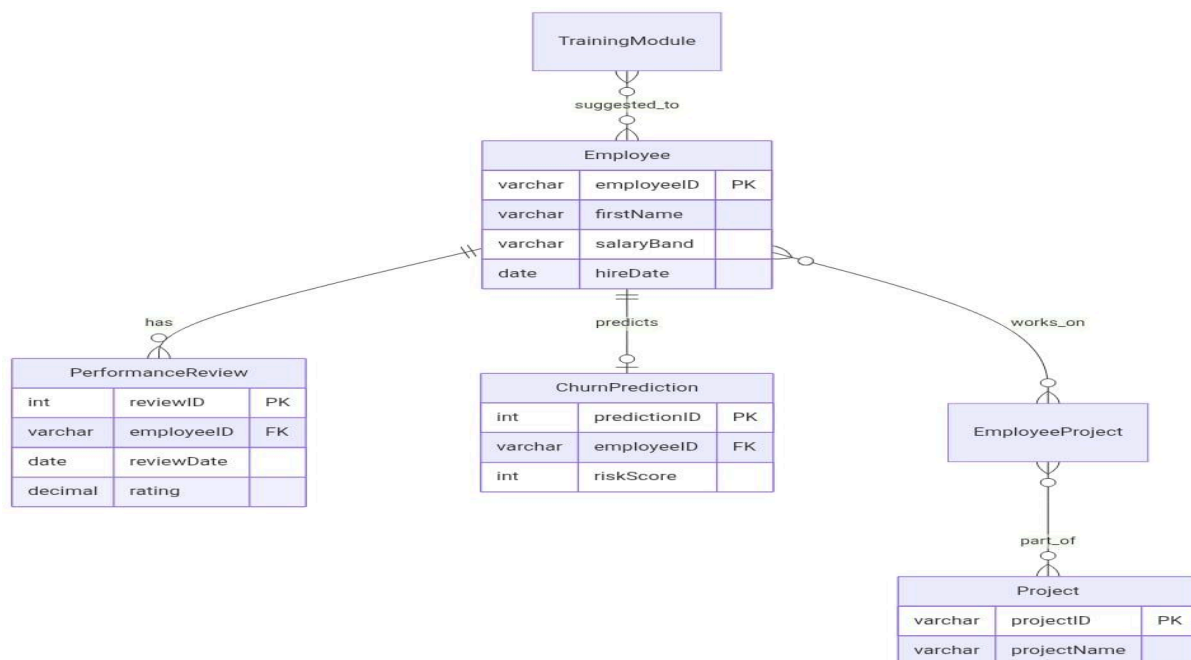 TrainingModule
suggested_to
Employee
varchar employeeID PK
varchar firstName
varchar salaryBand
date hireDate
has
predicts
works_on
PerformanceReview
int reviewID PK
varchar employeeID FK
date reviewDate
decimal rating
ChurnPrediction
int predictionID PK
varchar employeeID FK
int riskScore
EmployeeProject
part_of
Project
varchar projectID PK
varchar projectName